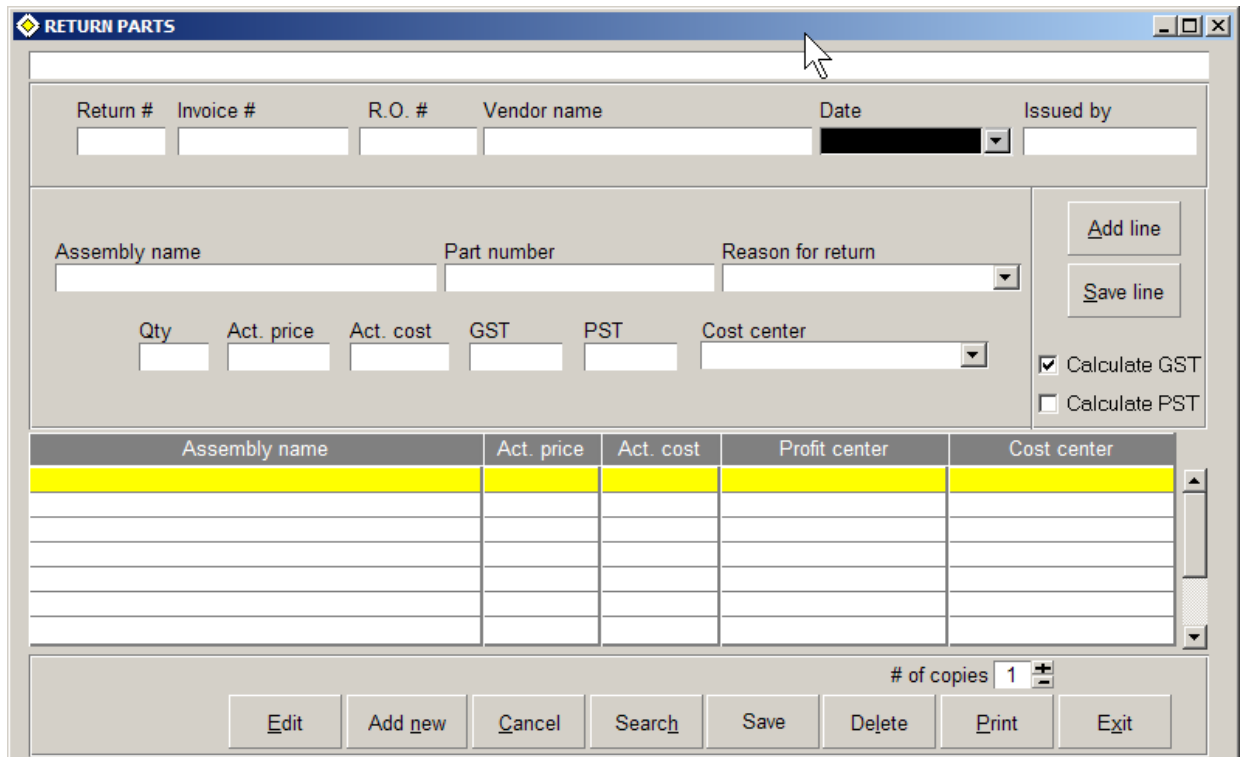 RETURN PARTS
Return # Invoice # R.O. # Vendor name Date Issued by
Add line
Assembly name Part number Reason for return
Save line
Qty Act. price Act. cost GST PST Cost center
Calculate GST
Calculate PST
Assembly name Act. price Act. cost Profit center Cost center
# of copies 1
Edit Add new Cancel Search Save Delete Print Exit